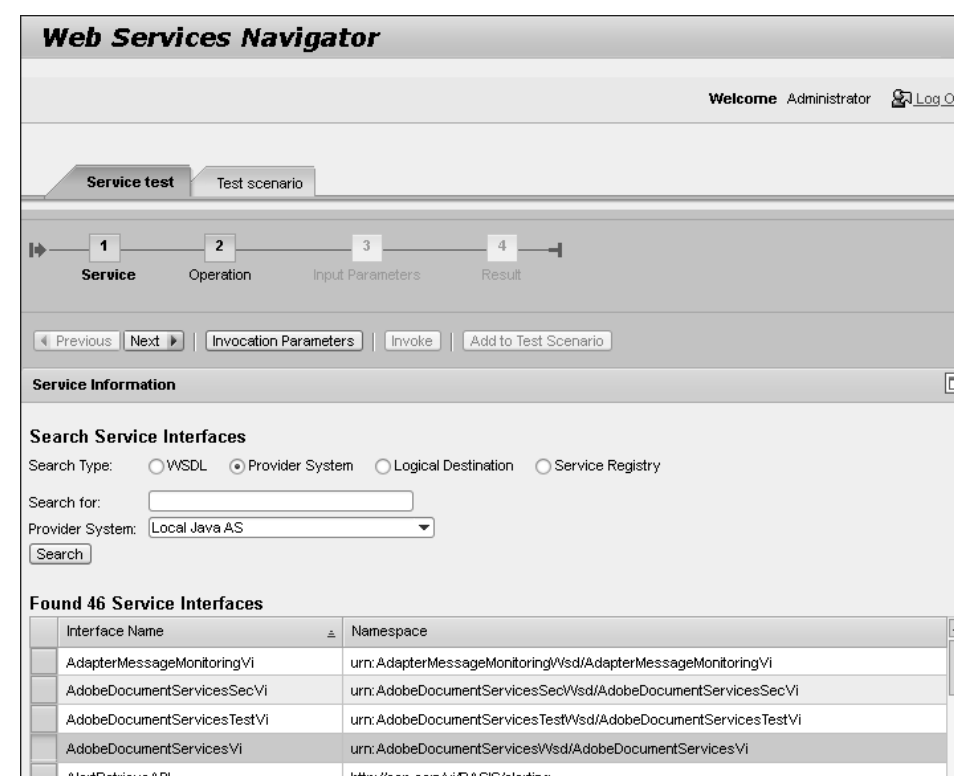 Web Services Navigator
Welcome Administrator Log O
Service test Test scenario
1 2 3 4
Service Operation Input Parameters Result
Previous Next Invocation Parameters Invoke Add to Test Scenario
Service Information
Search Service Interfaces
Search Type: WSDL Provider System Logical Destination Service Registry
Search for:
Provider System: Local Java AS
Search
Found 46 Service Interfaces
Interface Name Namespace
AdapterMessageMonitoringVi urn:AdapterMessageMonitoringWsd/AdapterMessageMonitoringVi
AdobeDocumentServicesSecVi urn:AdobeDocumentServicesSecWsd/AdobeDocumentServicesSecVi
AdobeDocumentServicesTestVi urn:AdobeDocumentServicesTestWsd/AdobeDocumentServicesTestVi
AdobeDocumentServicesVi urn:AdobeDocumentServicesWsd/AdobeDocumentServicesVi